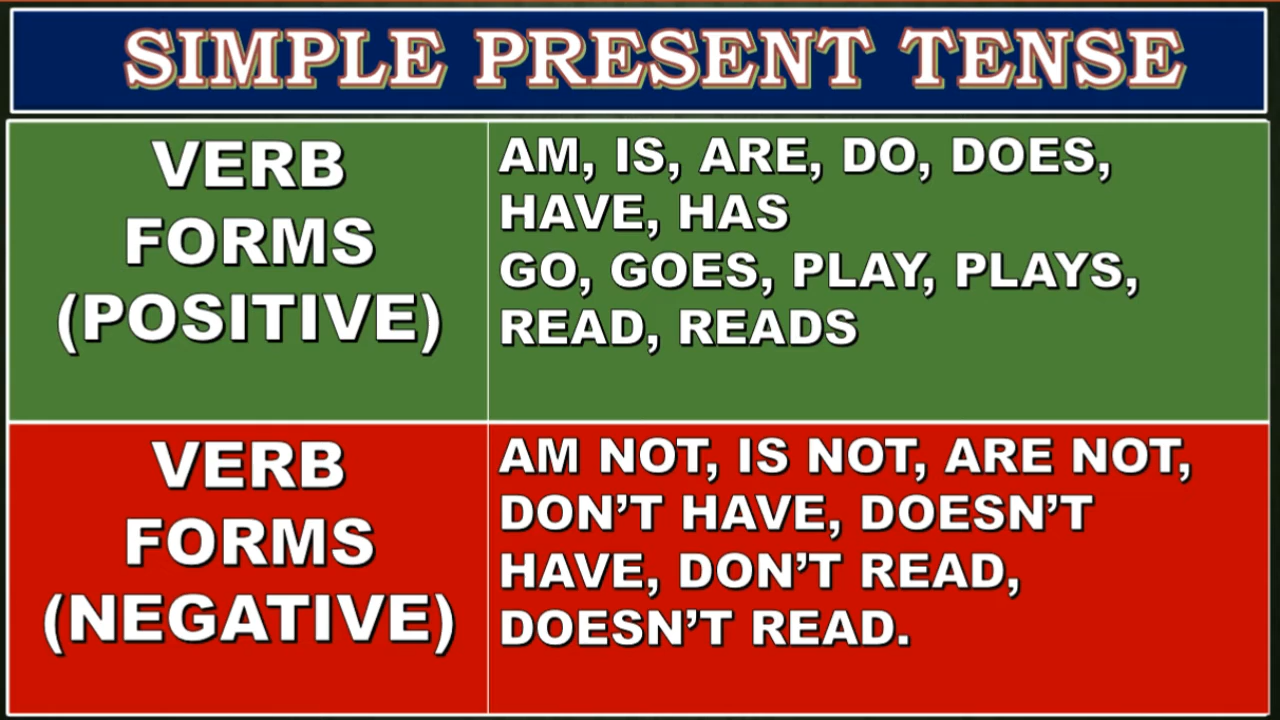 SIMPLE PRESENT TENSE
VERB
FORMS
(POSITIVE)
AM, IS, ARE, DO, DOES,
HAVE, HAS
GO, GOES, PLAY, PLAYS,
READ, READS
VERB
FORMS
(NEGATIVE)
AM NOT, IS NOT, ARE NOT,
DON’T HAVE, DOESN’T
HAVE, DON’T READ,
DOESN’T READ.